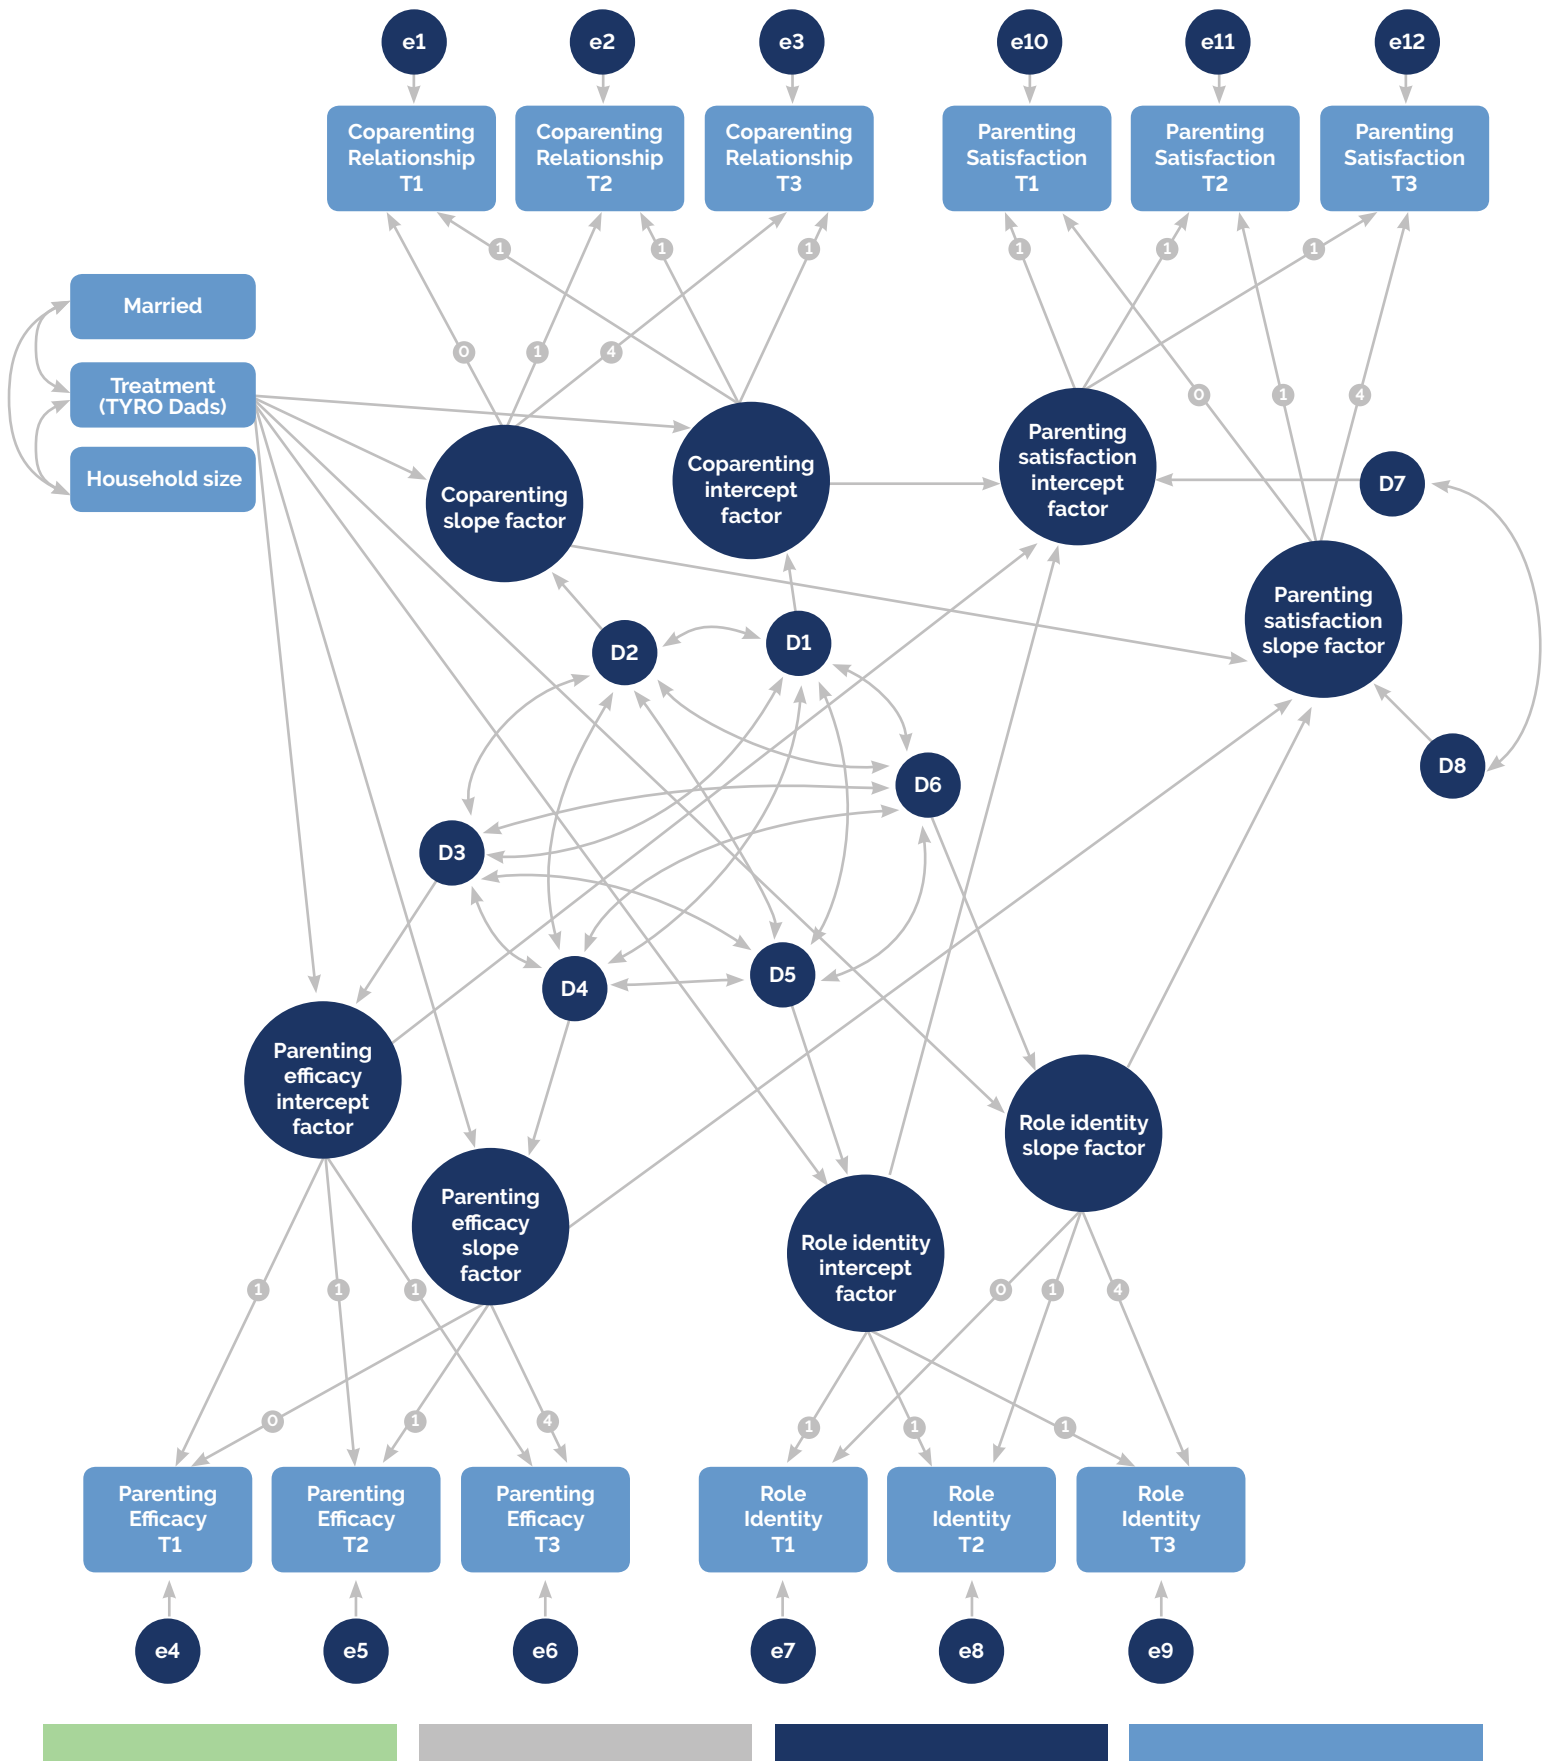 e1
e2
e3
e10
e11
e12
Coparenting
Relationship
T1
Coparenting
Relationship
T2
Coparenting
Relationship
T3
Parenting
Satisfaction
T1
Parenting
Satisfaction
T2
Parenting
Satisfaction
T3
1
1
1
1
1
1
Married
0
1
4
Treatment
(TYRO Dads)
0
1
4
Household size
Coparenting
slope factor
Coparenting
intercept
factor
Parenting
satisfaction
intercept
factor
D7
Parenting
satisfaction
slope factor
D2
D1
D8
D6
D3
D4
D5
Parenting
efficacy
intercept
factor
Role identity
slope factor
Parenting
efficacy
slope
factor
Role identity
intercept
factor
1
1
1
0
1
4
0
1
4
1
1
1
Parenting
Efficacy
T1
Parenting
Efficacy
T2
Parenting
Efficacy
T3
Role
Identity
T1
Role
Identity
T2
Role
Identity
T3
e4
e5
e6
e7
e8
e9